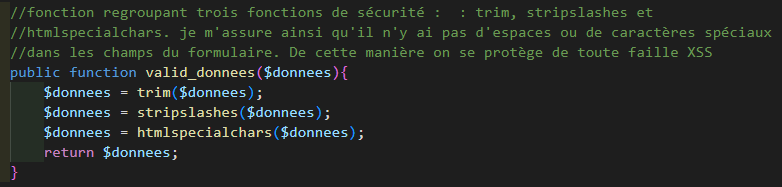 //fonction regroupant trois fonctions de sécurité :  : trim, stripslashes et
//htmlspecialchars. je m'assure ainsi qu'il n'y ai pas d'espaces ou de caractères spéciaux
//dans les champs du formulaire. De cette manière on se protège de toute faille XSS
public function valid_donnees($donnees){
    $donnees = trim($donnees);
    $donnees = stripslashes($donnees);
    $donnees = htmlspecialchars($donnees);
    return $donnees;
}